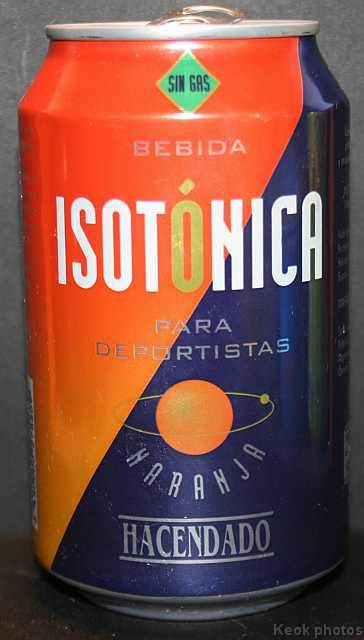 SIN GAS
BEBIDA
ISOTÓNICA
PARA
DEPORTISTAS
NARANJA
HACENDADO
Keok photos